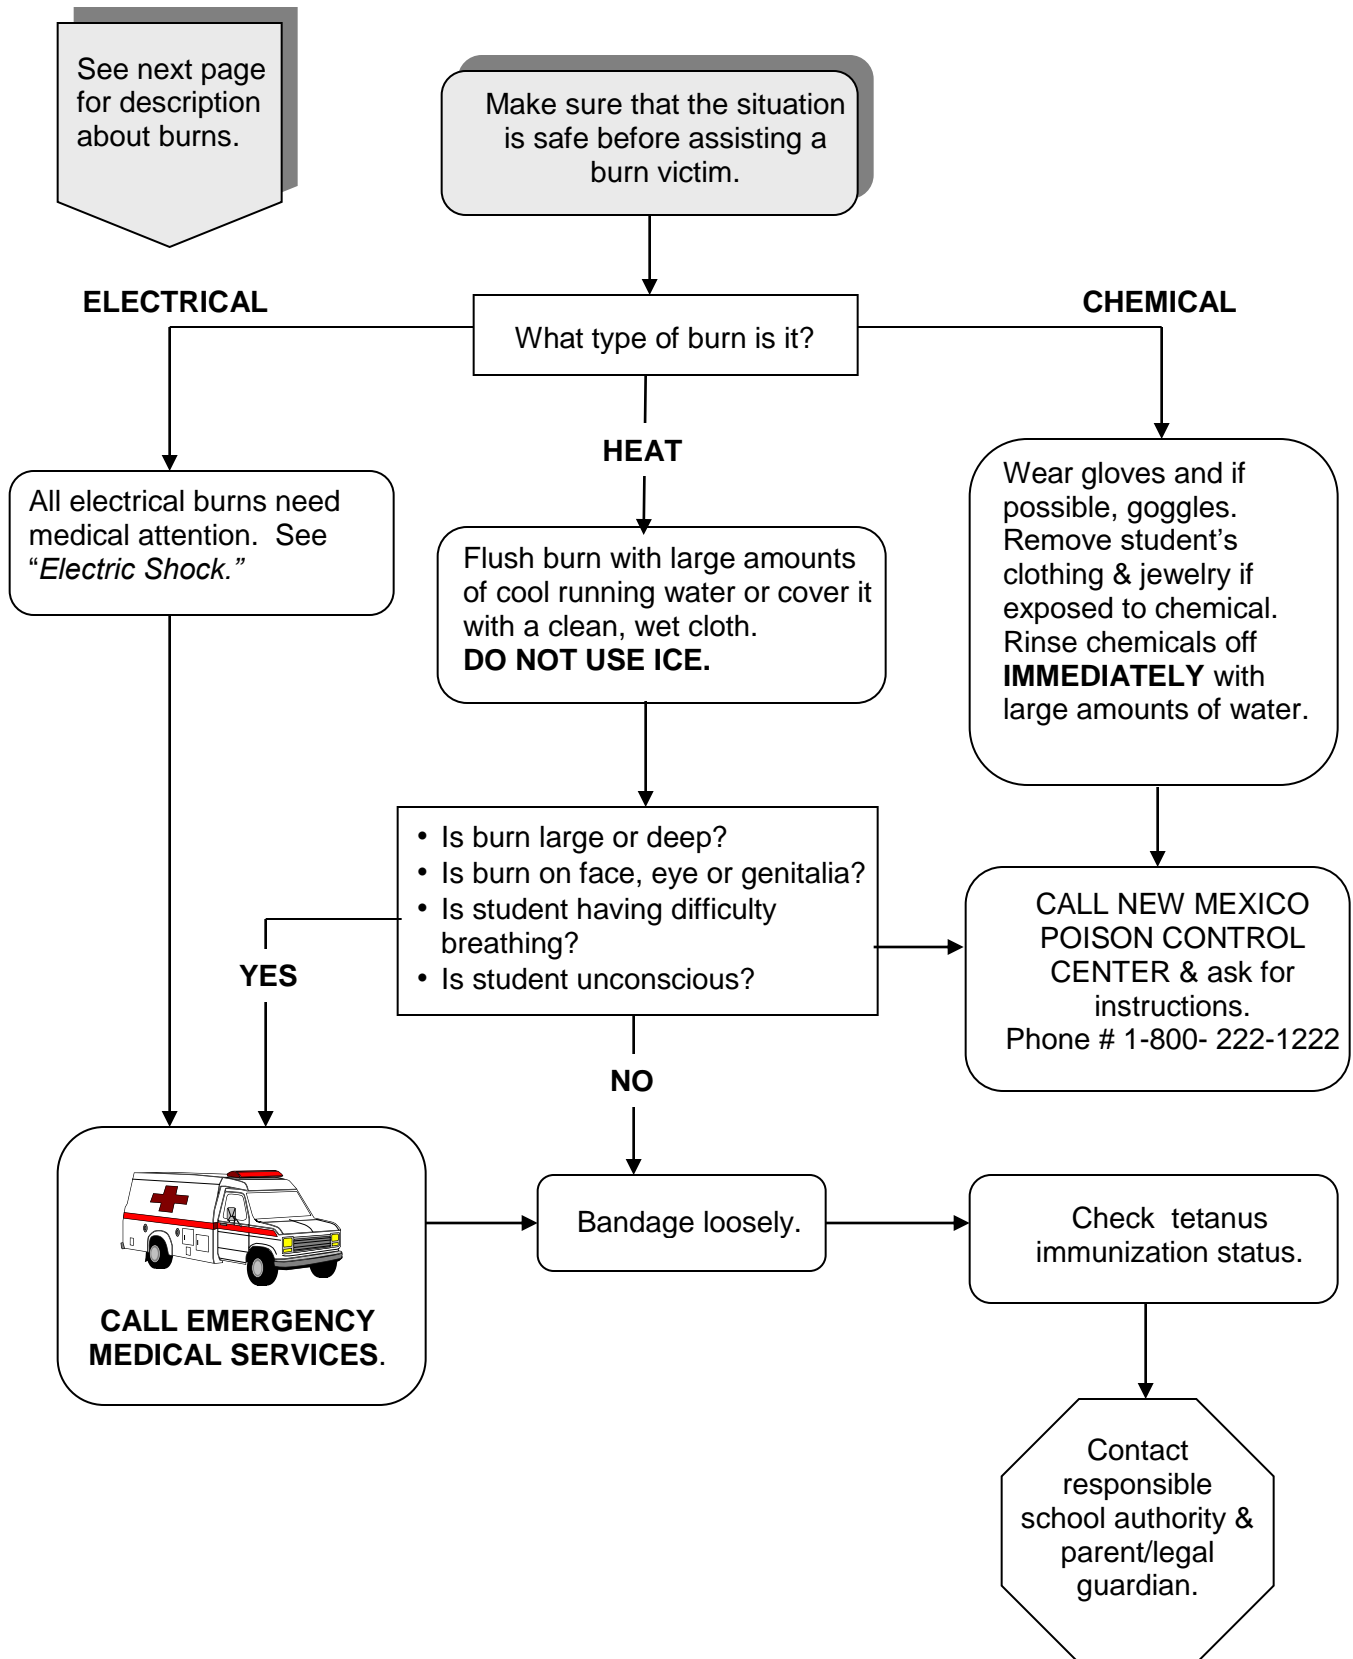 See next page
for description
about burns.
Make sure that the situation
is safe before assisting a
burn victim.
ELECTRICAL
CHEMICAL
What type of burn is it?
HEAT
All electrical burns need
medical attention.  See
“Electric Shock.”
Flush burn with large amounts
of cool running water or cover it
with a clean, wet cloth.
DO NOT USE ICE.
Wear gloves and if
possible, goggles.
Remove student’s
clothing & jewelry if
exposed to chemical.
Rinse chemicals off
IMMEDIATELY with
large amounts of water.
• Is burn large or deep?
• Is burn on face, eye or genitalia?
• Is student having difficulty
breathing?
• Is student unconscious?
YES
NO
CALL NEW MEXICO
POISON CONTROL
CENTER & ask for
instructions.
Phone # 1-800- 222-1222
CALL EMERGENCY
MEDICAL SERVICES.
Bandage loosely.
Check  tetanus
immunization status.
Contact
responsible
school authority &
parent/legal
guardian.